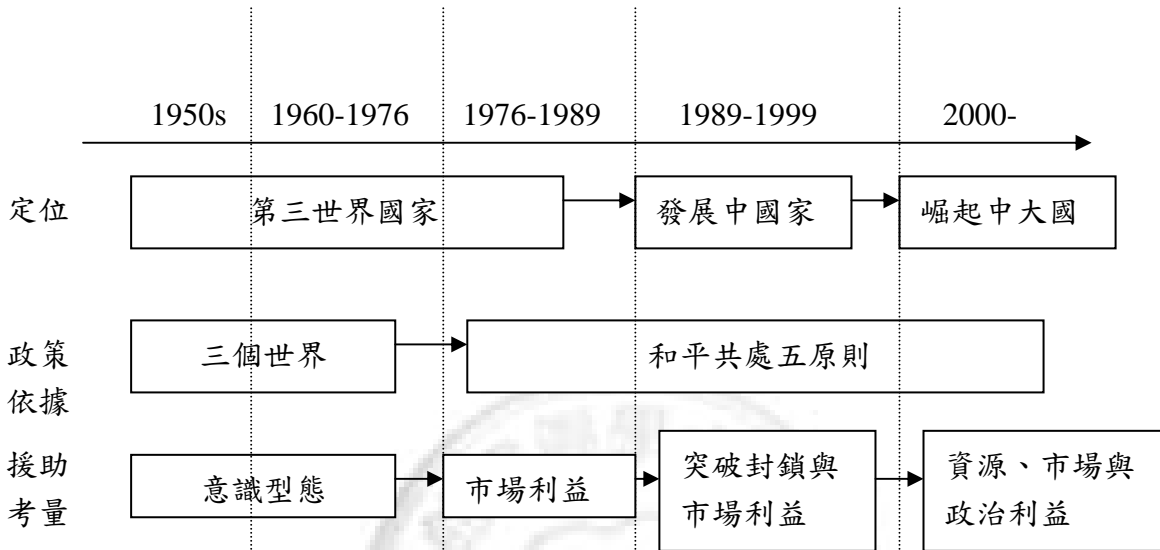 1950s 1960-1976 1976-1989 1989-1999 2000-
定位 第三世界國家 發展中國家 崛起中大國
政策
依據
三個世界 和平共處五原則
援助
考量
意識型態 市場利益
突破封鎖與
市場利益
資源、市場與
政治利益